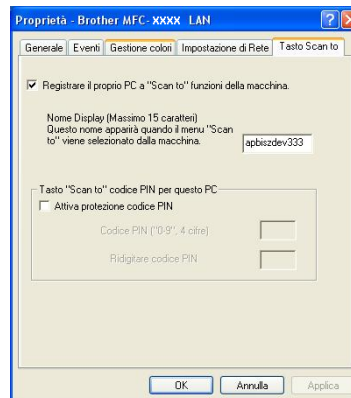 Proprietà - Brother MFC-XXXX LAN
Generale Eventi Gestione colori Impostazione di Rete Tasto Scan to
Registrare il proprio PC a "Scan to" funzioni della macchina.
Nome Display (Massimo 15 caratteri)
Questo nome apparirà quando il menu "Scan
to" viene selezionato dalla macchina.
apbiszdev333
Tasto "Scan to" codice PIN per questo PC
Attiva protezione codice PIN
Codice PIN ("0-9", 4 cifre)
Ridigitare codice PIN
OK Annulla Applica